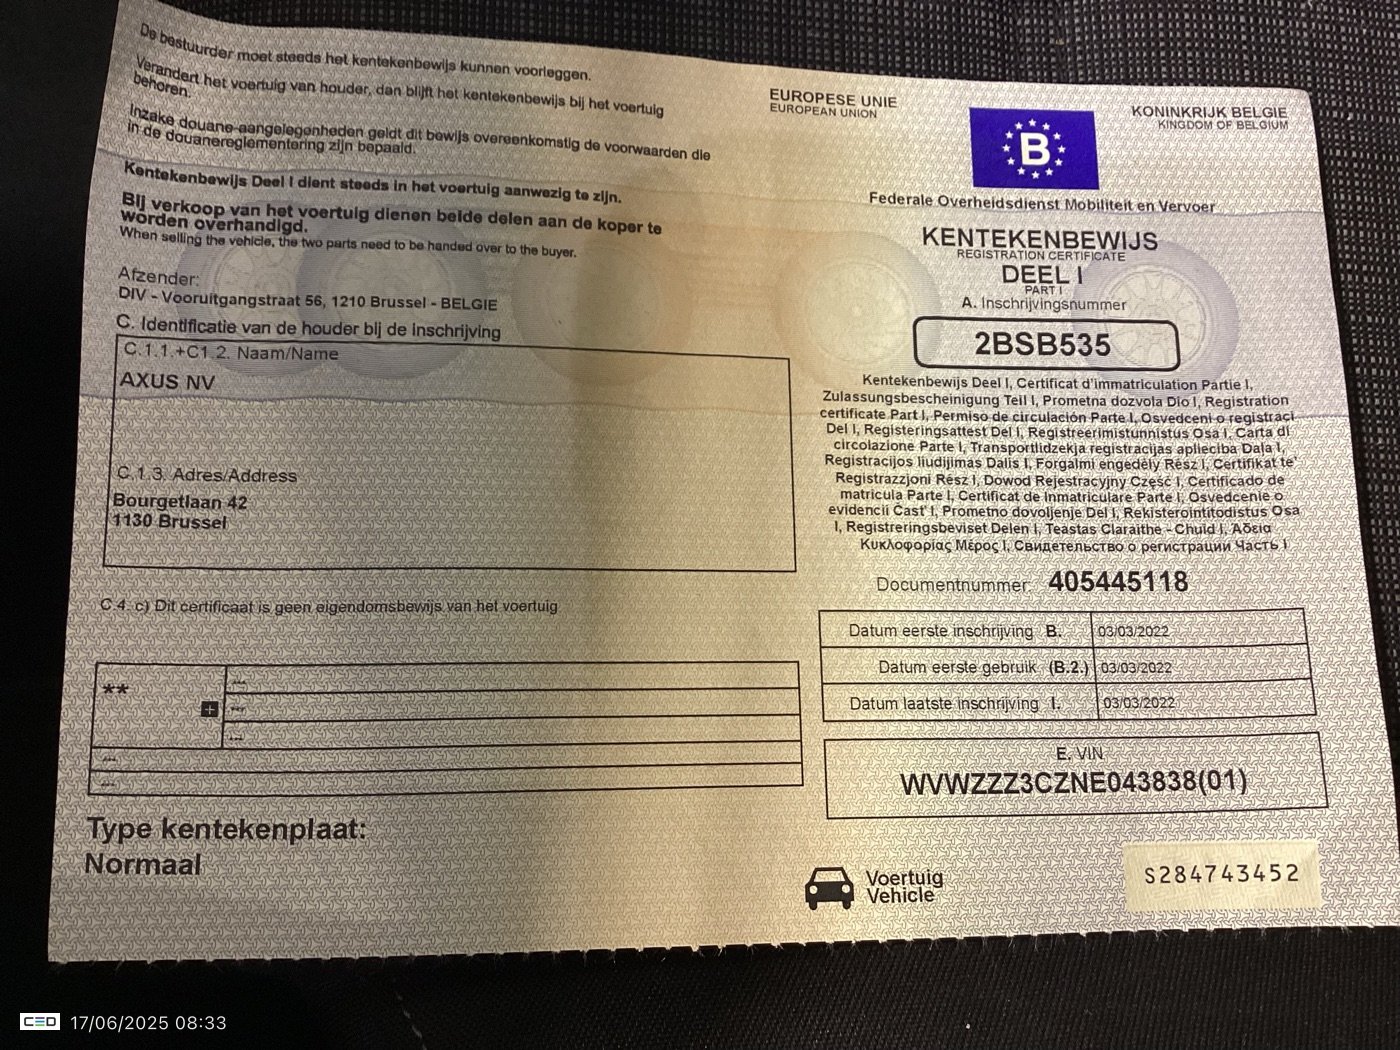 De bestuurder moet steeds het kentekenbewijs kunnen voorleggen.
Verandert het voertuig van houder, dan blijft het kentekenbewijs bij het voertuig
behoren.
Inzake douane-aangelegenheden geldt dit bewijs overeenkomstig de voorwaarden die
in de douanereglementering zijn bepaald.
Kentekenbewijs Deel I dient steeds in het voertuig aanwezig te zijn.
Bij verkoop van het voertuig dienen beide delen aan de koper te
worden overhandigd.
When selling the vehicle, the two parts need to be handed over to the buyer.
Afzender:
DIV - Vooruitgangstraat 56, 1210 Brussel - BELGIE
C. Identificatie van de houder bij de inschrijving
C.1.1.+C1.2. Naam/Name
AXUS NV
C.1.3. Adres/Address
Bourgetlaan 42
1130 Brussel
C.4. c) Dit certificaat is geen eigendomsbewijs van het voertuig
**
+
---
---
---
---
---
Type kentekenplaat:
Normaal
EUROPESE UNIE
EUROPEAN UNION
B
KONINKRIJK BELGIE
KINGDOM OF BELGIUM
Federale Overheidsdienst Mobiliteit en Vervoer
KENTEKENBEWIJS
REGISTRATION CERTIFICATE
DEEL I
PART I
A. Inschrijvingsnummer
2BSB535
Kentekenbewijs Deel I, Certificat d'immatriculation Partie I,
Zulassungsbescheinigung Teil I, Prometna dozvola Dio I, Registration
certificate Part I, Permiso de circulación Parte I, Osvedceni o registraci
Del I, Registeringsattest Del I, Registreerimistunnistus Osa I, Carta di
circolazione Parte I, Transportlidzekja registracijas aplieciba Daļa I,
Registracijos liudijimas Dalis I, Forgalmi engedély Rész I, Certifikat te'
Registrazzjoni Rész I, Dowod Rejestracyjny Część I, Certificado de
matricula Parte I, Certificat de Inmatriculare Parte I, Osvedcenie o
evidencii Cast' I, Prometno dovoljenje Del I, Rekisterointitodistus Osa
I, Registreringsbeviset Delen I, Teastas Claraithe - Chuid I, Άδεια
Κυκλοφορίας Μέρος I, Свидетельство о регистрации Часть I
Documentnummer: 405445118
Datum eerste inschrijving B. 03/03/2022
Datum eerste gebruik (B.2.) 03/03/2022
Datum laatste inschrijving I. 03/03/2022
E. VIN
WVWZZZ3CZNE043838(01)
Voertuig
Vehicle
S284743452
CED 17/06/2025 08:33